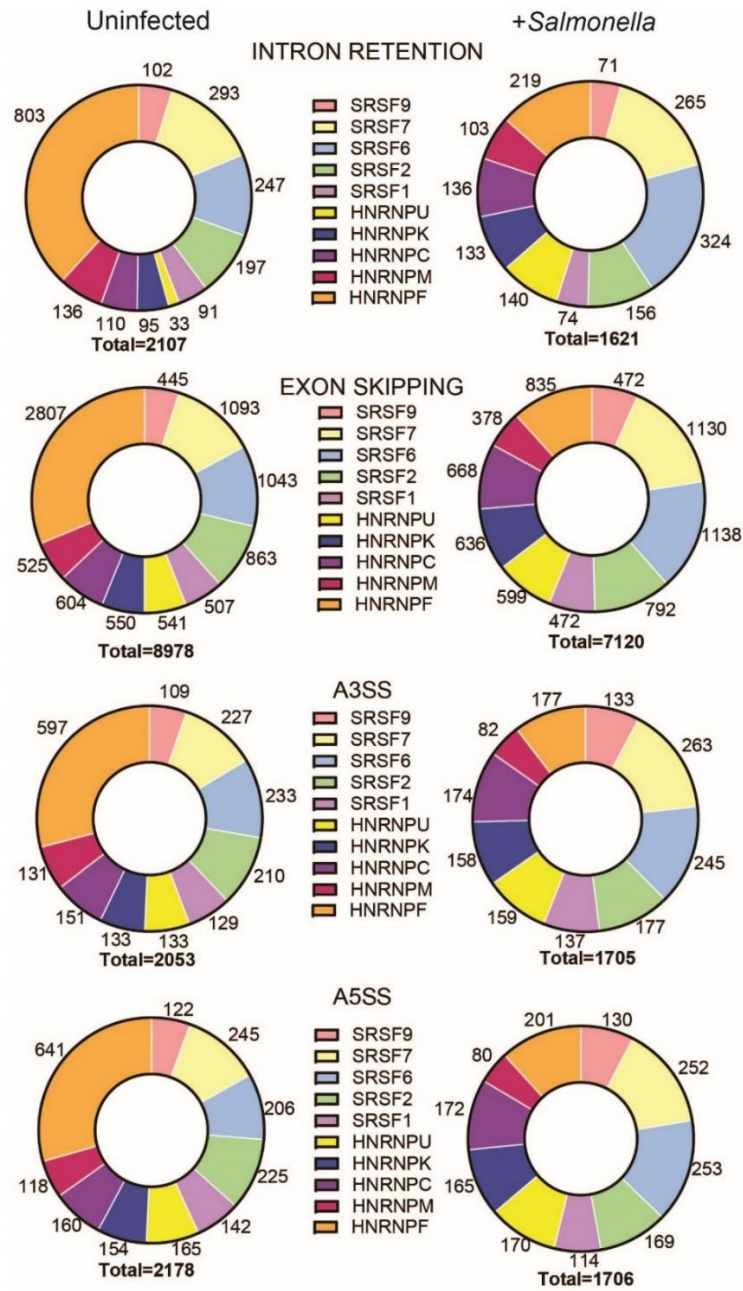 Uninfected
+Salmonella
INTRON RETENTION
102
293
247
197
91
33
95
110
136
803
Total=2107
SRSF9
SRSF7
SRSF6
SRSF2
SRSF1
HNRNPU
HNRNPK
HNRNPC
HNRNPM
HNRNPF
71
265
324
156
74
140
133
136
103
219
Total=1621
EXON SKIPPING
445
1093
1043
863
507
541
550
604
525
2807
Total=8978
SRSF9
SRSF7
SRSF6
SRSF2
SRSF1
HNRNPU
HNRNPK
HNRNPC
HNRNPM
HNRNPF
472
1130
1138
792
472
599
636
668
378
835
Total=7120
A3SS
109
227
233
210
129
133
133
151
131
597
Total=2053
SRSF9
SRSF7
SRSF6
SRSF2
SRSF1
HNRNPU
HNRNPK
HNRNPC
HNRNPM
HNRNPF
133
263
245
177
137
159
158
174
82
177
Total=1705
A5SS
122
245
206
225
142
165
154
160
118
641
Total=2178
SRSF9
SRSF7
SRSF6
SRSF2
SRSF1
HNRNPU
HNRNPK
HNRNPC
HNRNPM
HNRNPF
130
252
253
169
114
170
165
172
80
201
Total=1706